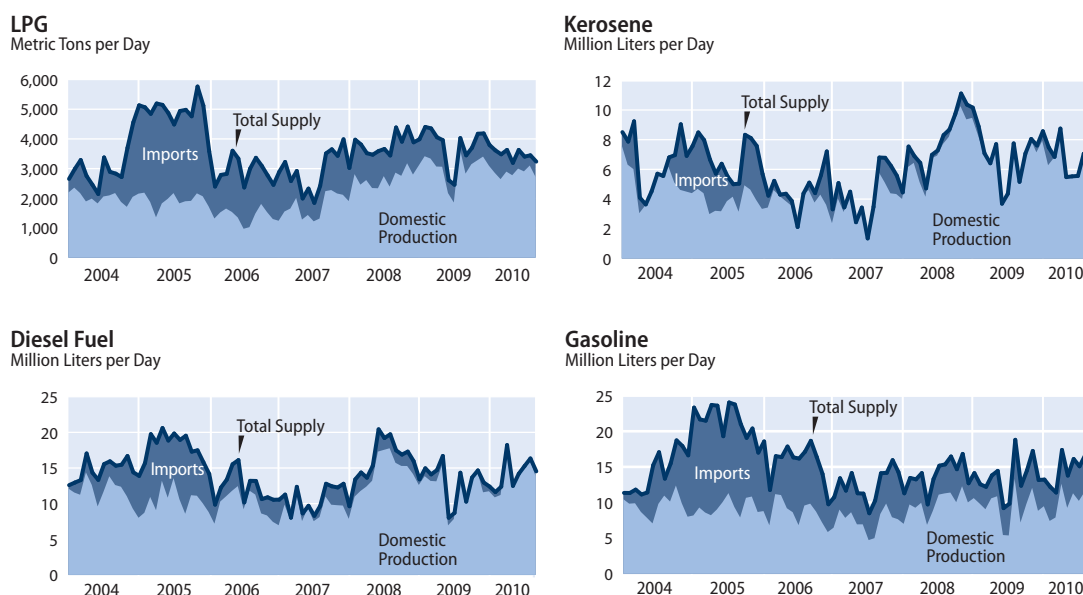 LPG
Metric Tons per Day
6,000
5,000
4,000
3,000
2,000
1,000
0
Total Supply
Imports
Domestic
Production
2004 2005 2006 2007 2008 2009 2010
Kerosene
Million Liters per Day
12
10
8
6
4
2
0
Total Supply
Imports
Domestic
Production
2004 2005 2006 2007 2008 2009 2010
Diesel Fuel
Million Liters per Day
25
20
15
10
5
0
Total Supply
Imports
Domestic
Production
2004 2005 2006 2007 2008 2009 2010
Gasoline
Million Liters per Day
25
20
15
10
5
0
Total Supply
Imports
Domestic
Production
2004 2005 2006 2007 2008 2009 2010